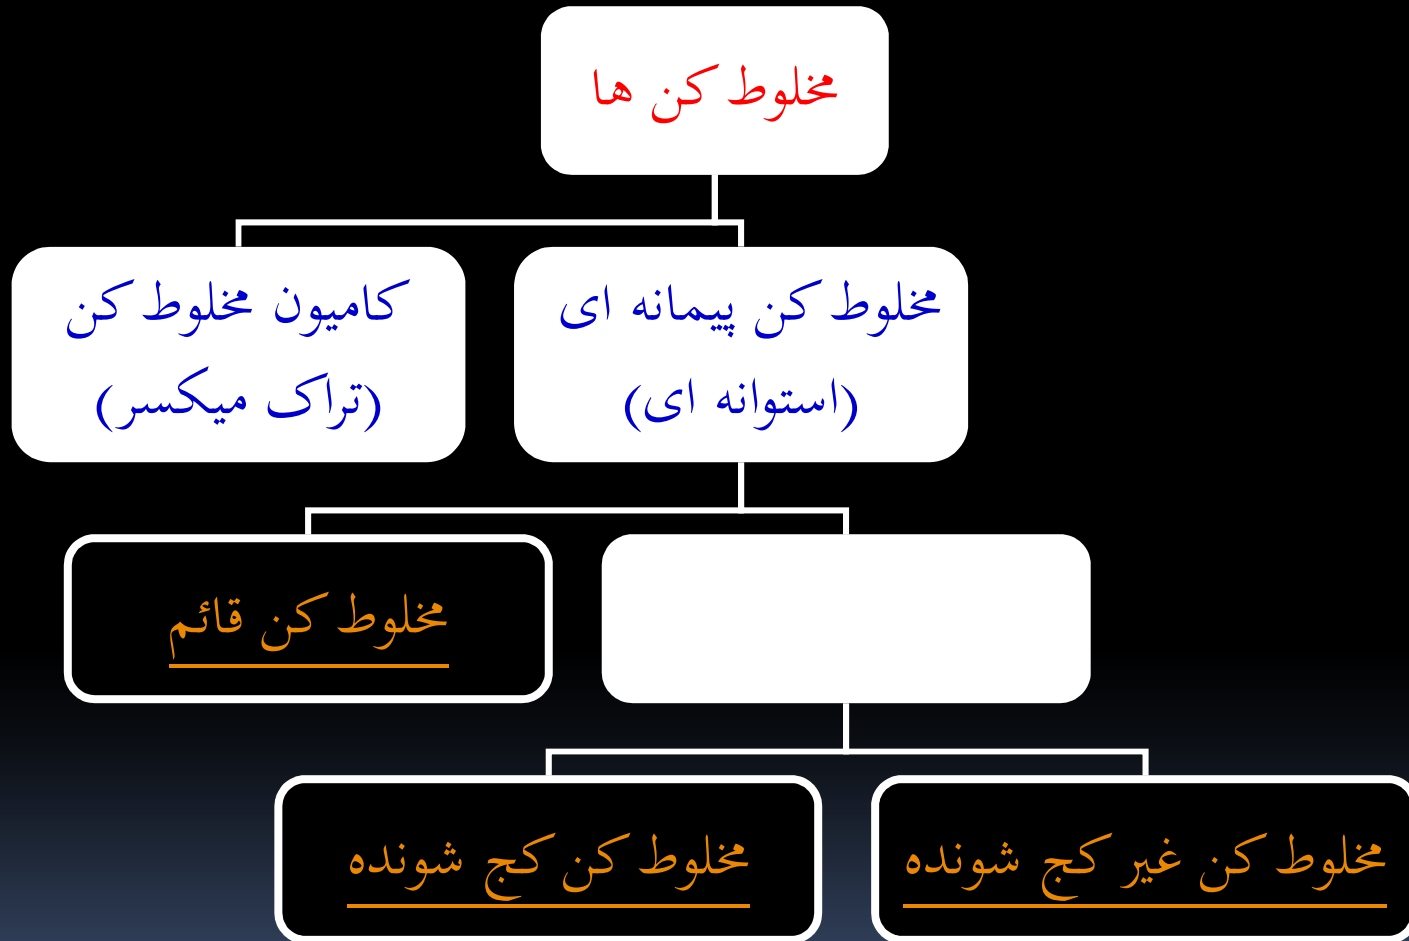 مخلوط کن ها
مخلوط کن پیمانه ای
(استوانه ای)
کامیون مخلوط کن
(تراک میکسر)
مخلوط کن قائم
مخلوط کن غیر کج شونده
مخلوط کن کج شونده